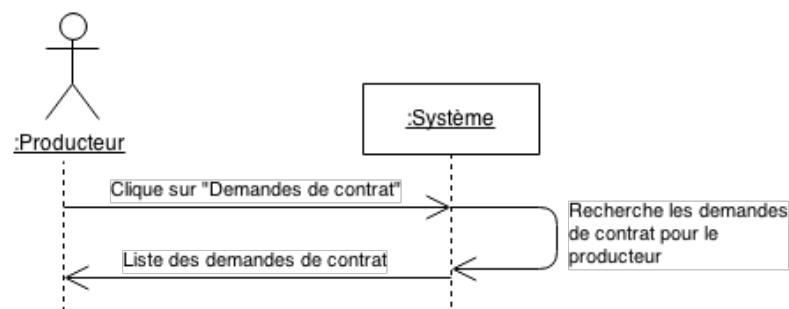 :Système
:Producteur
Clique sur "Demandes de contrat"
Recherche les demandes
de contrat pour le
producteur
Liste des demandes de contrat